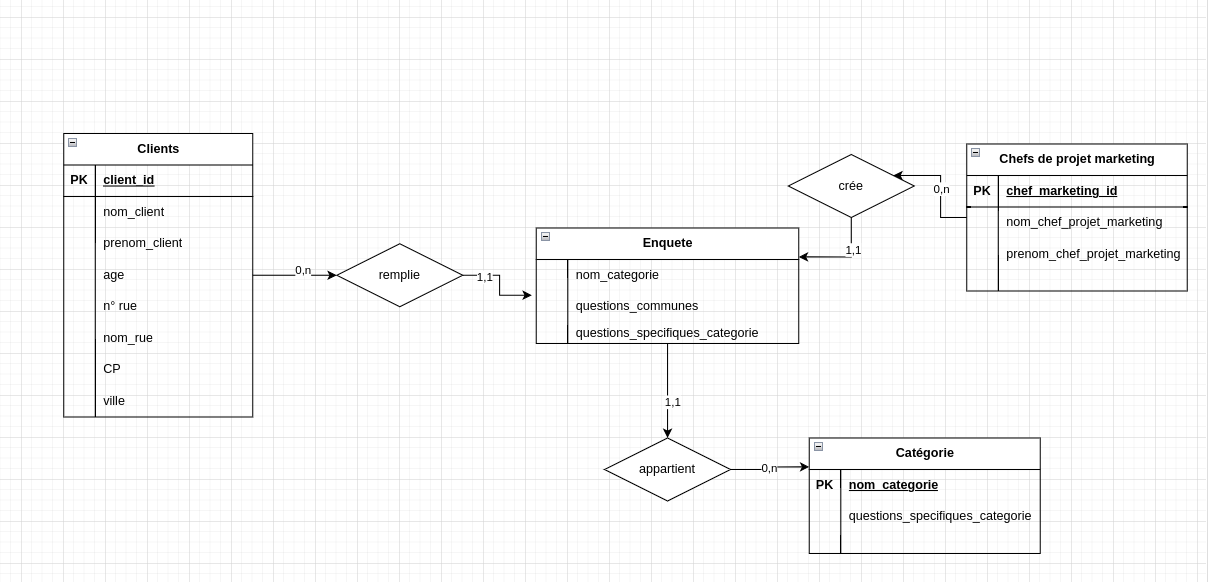 Clients
PK client_id
nom_client
prenom_client
age
n° rue
nom_rue
CP
ville
0,n
remplie
1,1
Enquete
nom_categorie
questions_communes
questions_specifiques_categorie
crée
0,n
1,1
Chefs de projet marketing
PK chef_marketing_id
nom_chef_projet_marketing
prenom_chef_projet_marketing
1,1
appartient
0,n
Catégorie
PK nom_categorie
questions_specifiques_categorie